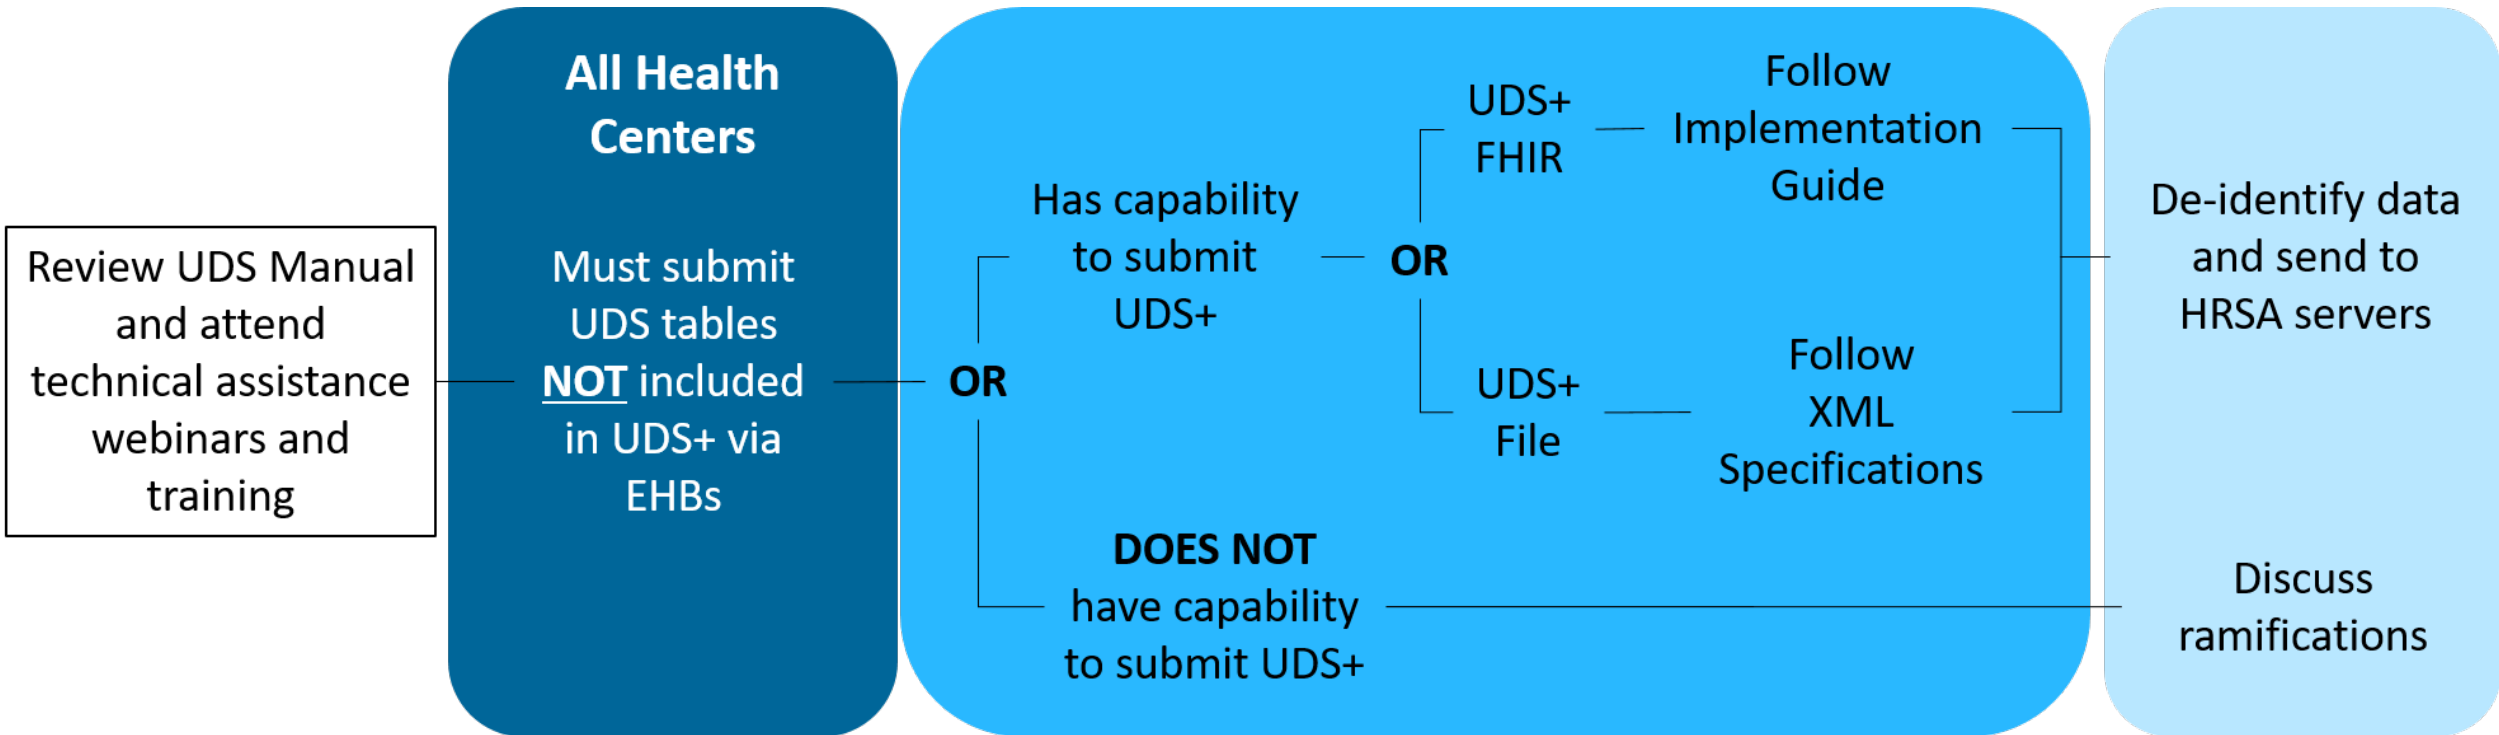 Review UDS Manual
and attend
technical assistance
webinars and
training
All Health
Centers
Must submit
UDS tables
NOT included
in UDS+ via
EHBs
OR
Has capability
to submit
UDS+
OR
UDS+
FHIR
Follow
Implementation
Guide
UDS+
File
Follow
XML
Specifications
DOES NOT
have capability
to submit UDS+
De-identify data
and send to
HRSA servers
Discuss
ramifications